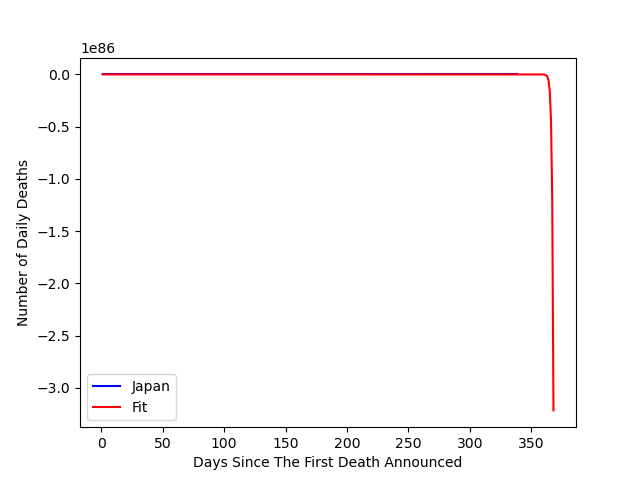 1e86
0.0
−0.5
−1.0
−1.5
−2.0
−2.5
−3.0
Number of Daily Deaths
Japan
Fit
0 50 100 150 200 250 300 350
Days Since The First Death Announced